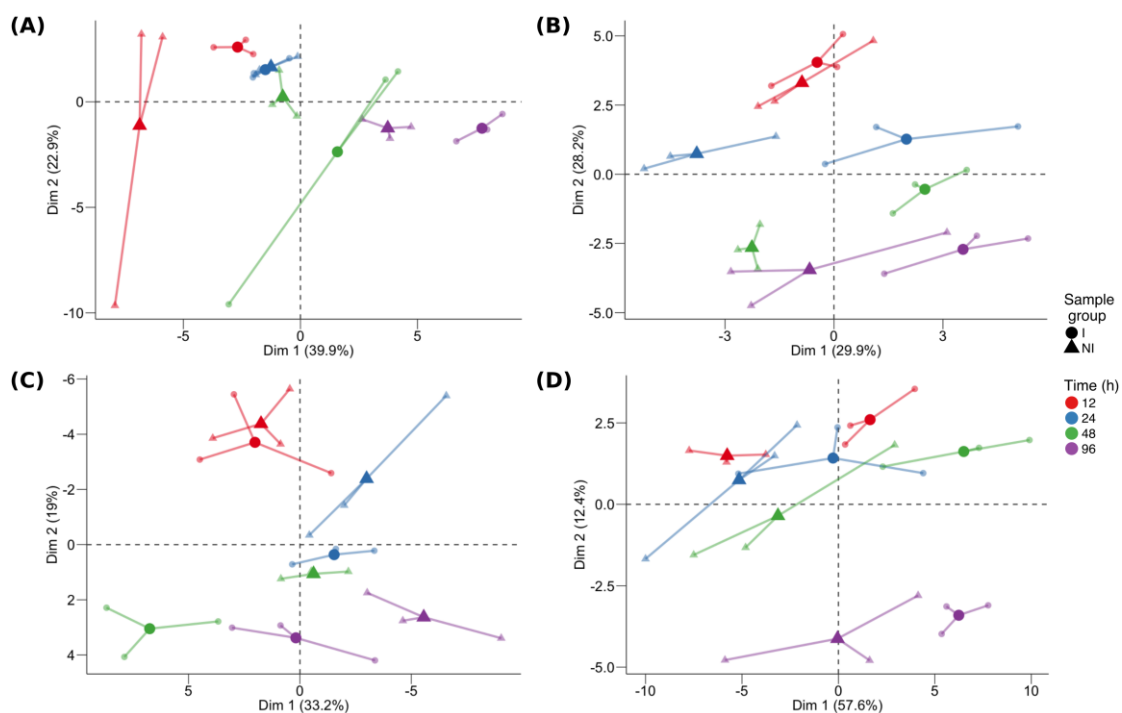 (A)
0
-5
-10
Dim 2 (22.9%)
-5
0
5
Dim 1 (39.9%)
(B)
5.0
2.5
0.0
-2.5
-5.0
Dim 2 (28.2%)
-3
0
3
Dim 1 (29.9%)
Sample
group
I
NI
Time (h)
12
24
48
96
(C)
-6
-4
-2
0
2
4
Dim 2 (19%)
5
0
-5
Dim 1 (33.2%)
(D)
2.5
0.0
-2.5
-5.0
Dim 2 (12.4%)
-10
-5
0
5
10
Dim 1 (57.6%)